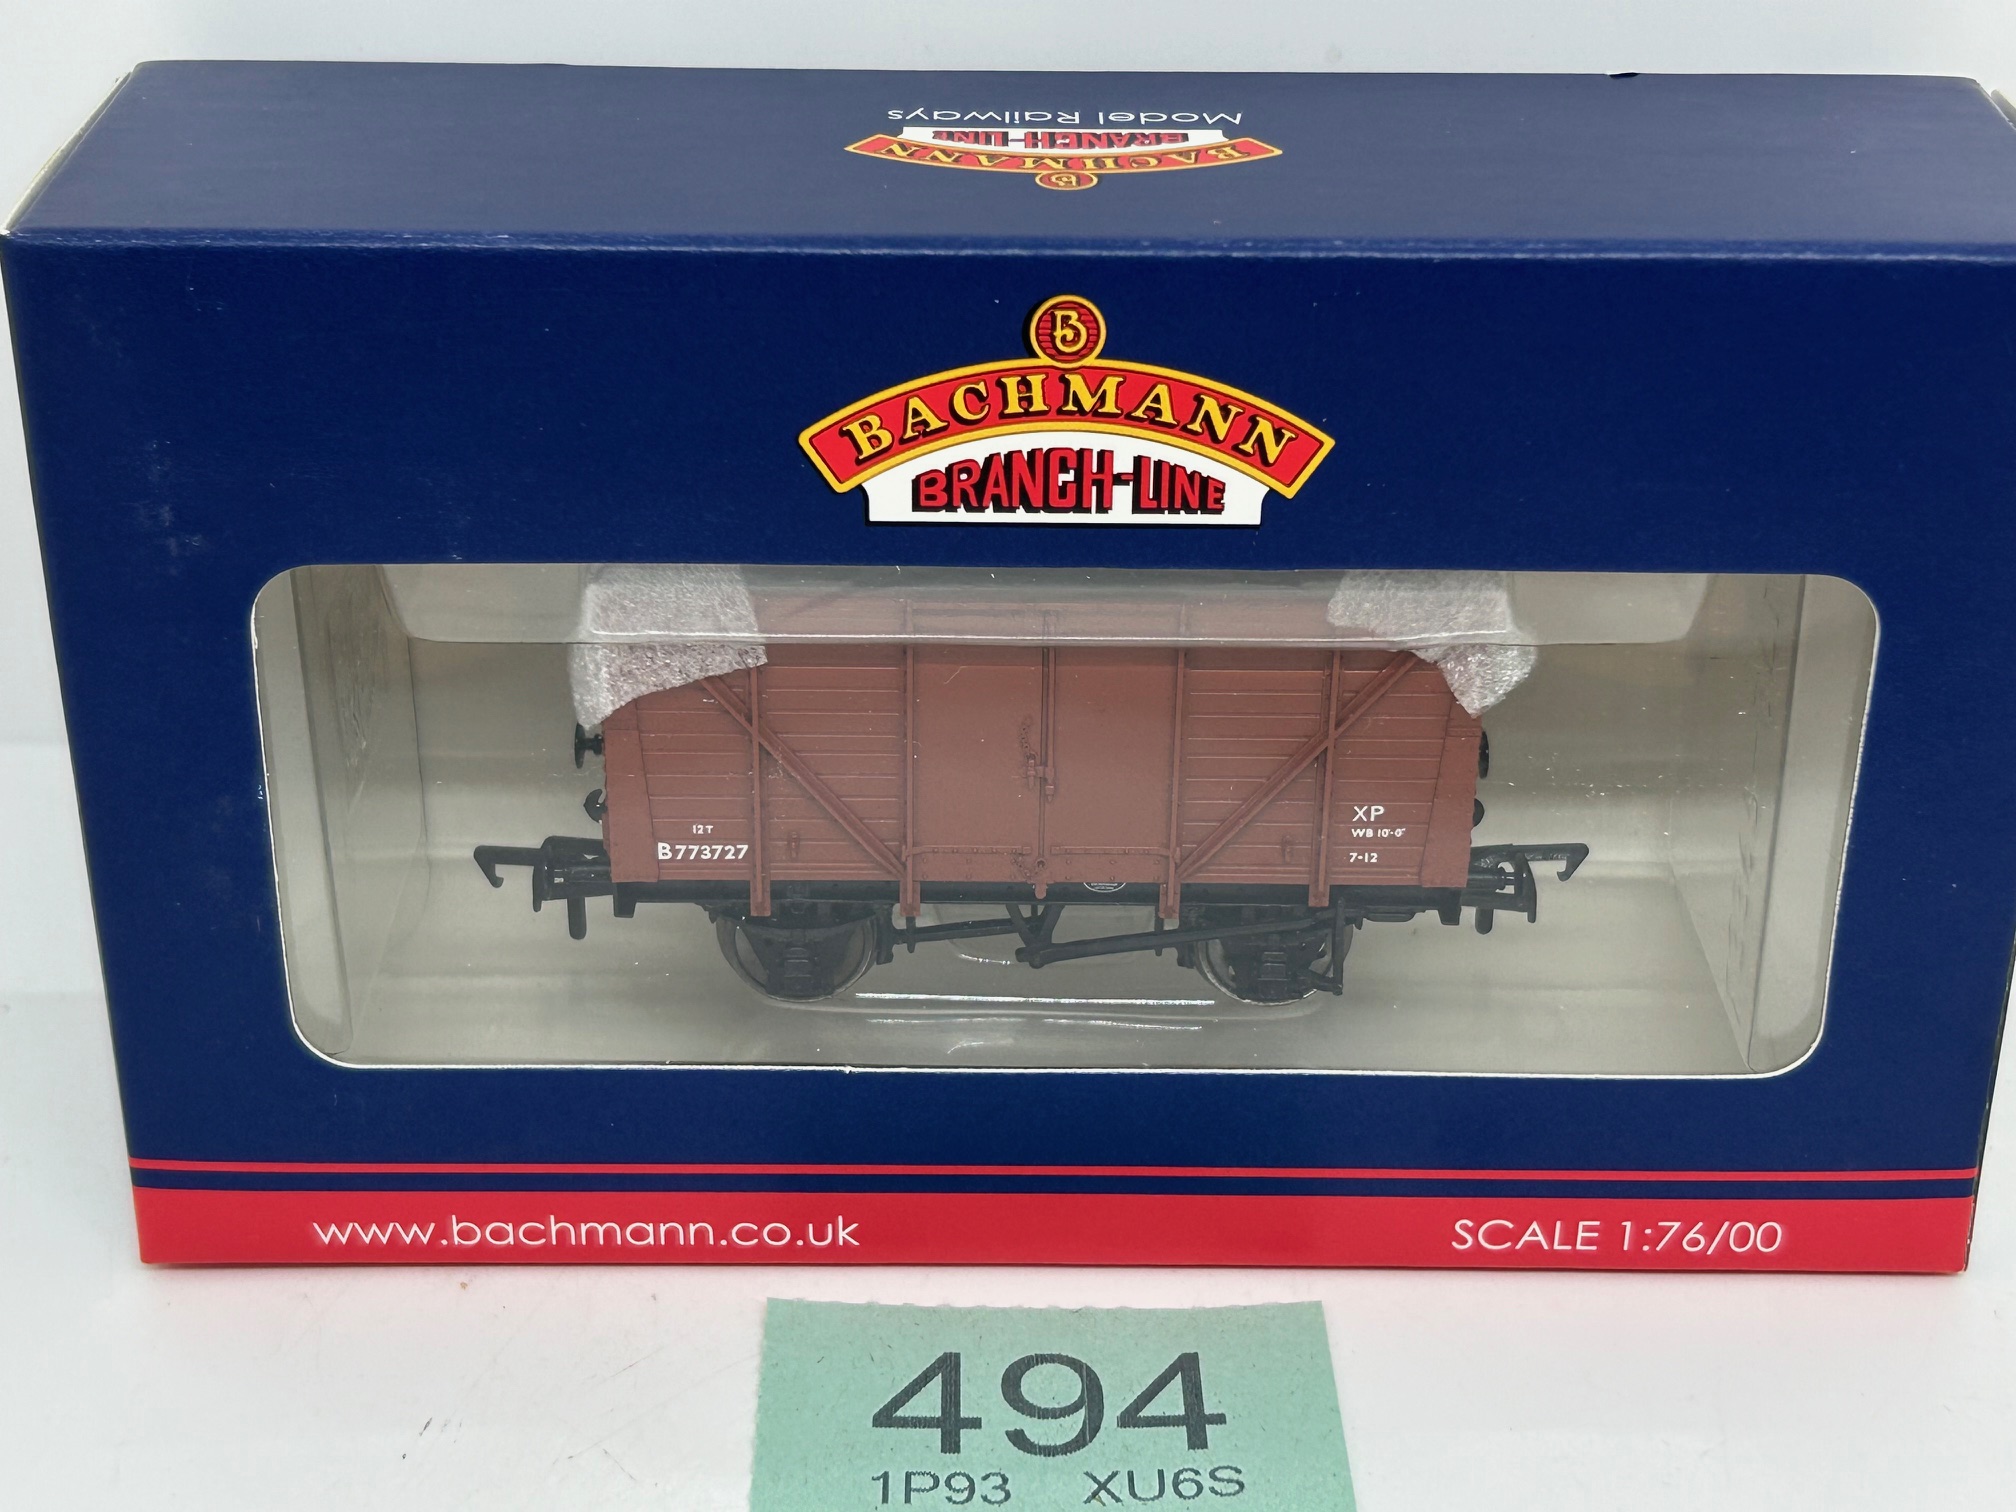 Model Railways
BRANCH-LINE
BACHMANN
B
B
BACHMANN
BRANCH-LINE
12T
B773727
XP
WB 10'-0"
7-12
www.bachmann.co.uk
SCALE 1:76/00
494
1P93 XU6S